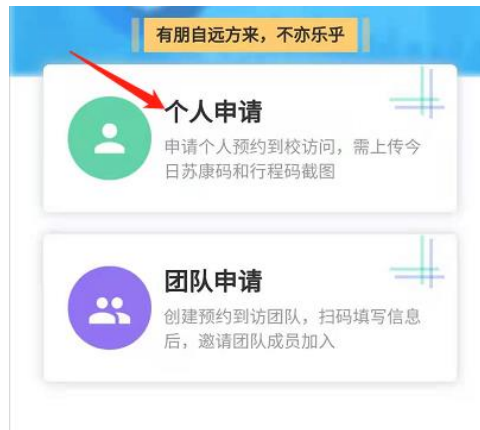 有朋自远方来，不亦乐乎
个人申请
申请个人预约到校访问，需上传今
日苏康码和行程码截图
团队申请
创建预约到访团队，扫码填写信息
后，邀请团队成员加入